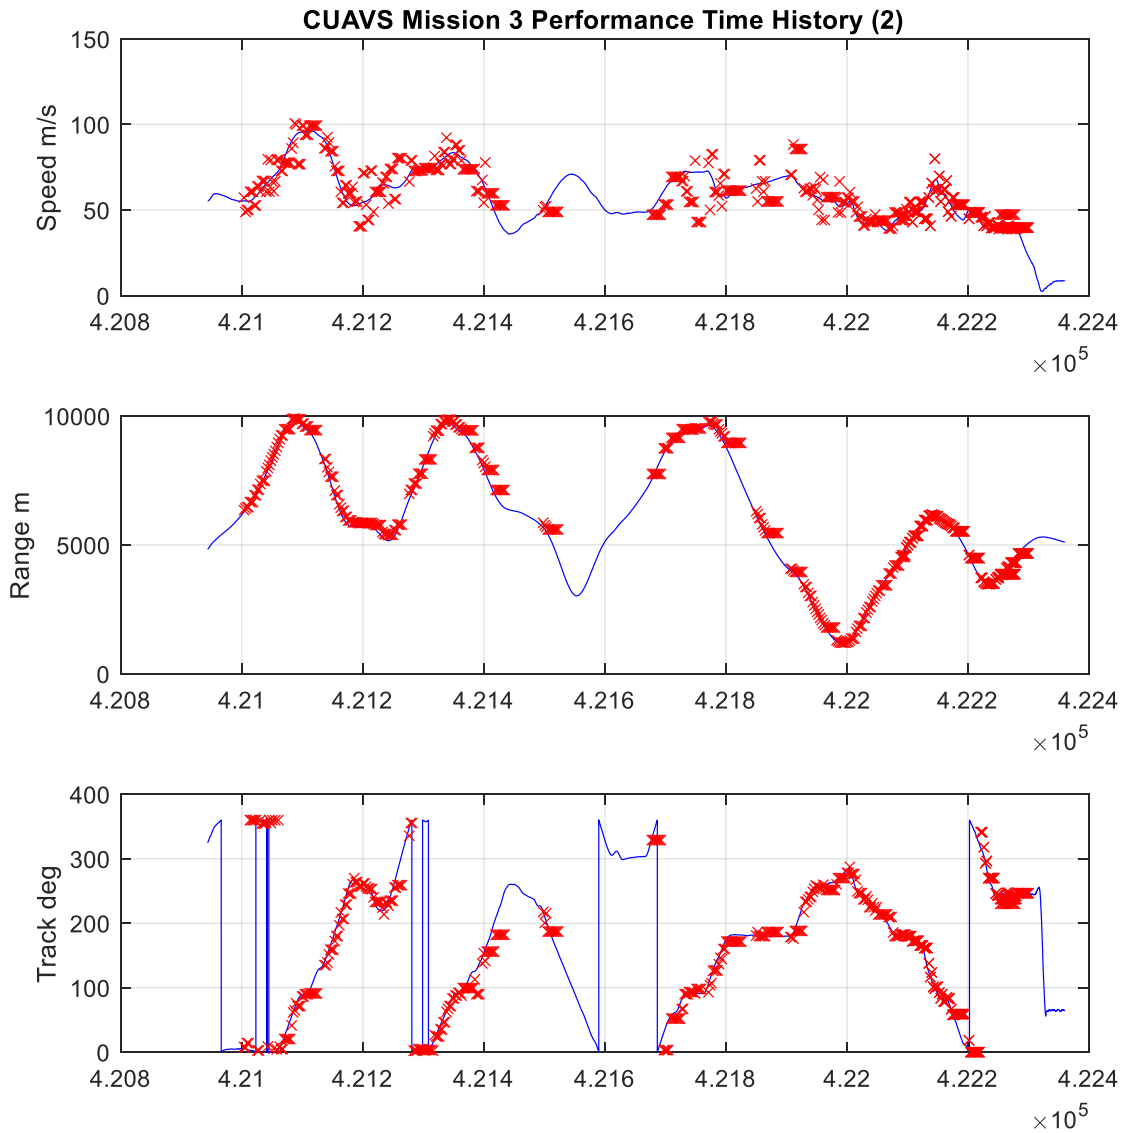 CUAVS Mission 3 Performance Time History (2)
150
100
50
0
Speed m/s
4.208 4.21 4.212 4.214 4.216 4.218 4.22 4.222 4.224
×10^5
10000
5000
0
Range m
4.208 4.21 4.212 4.214 4.216 4.218 4.22 4.222 4.224
×10^5
400
300
200
100
0
Track deg
4.208 4.21 4.212 4.214 4.216 4.218 4.22 4.222 4.224
×10^5